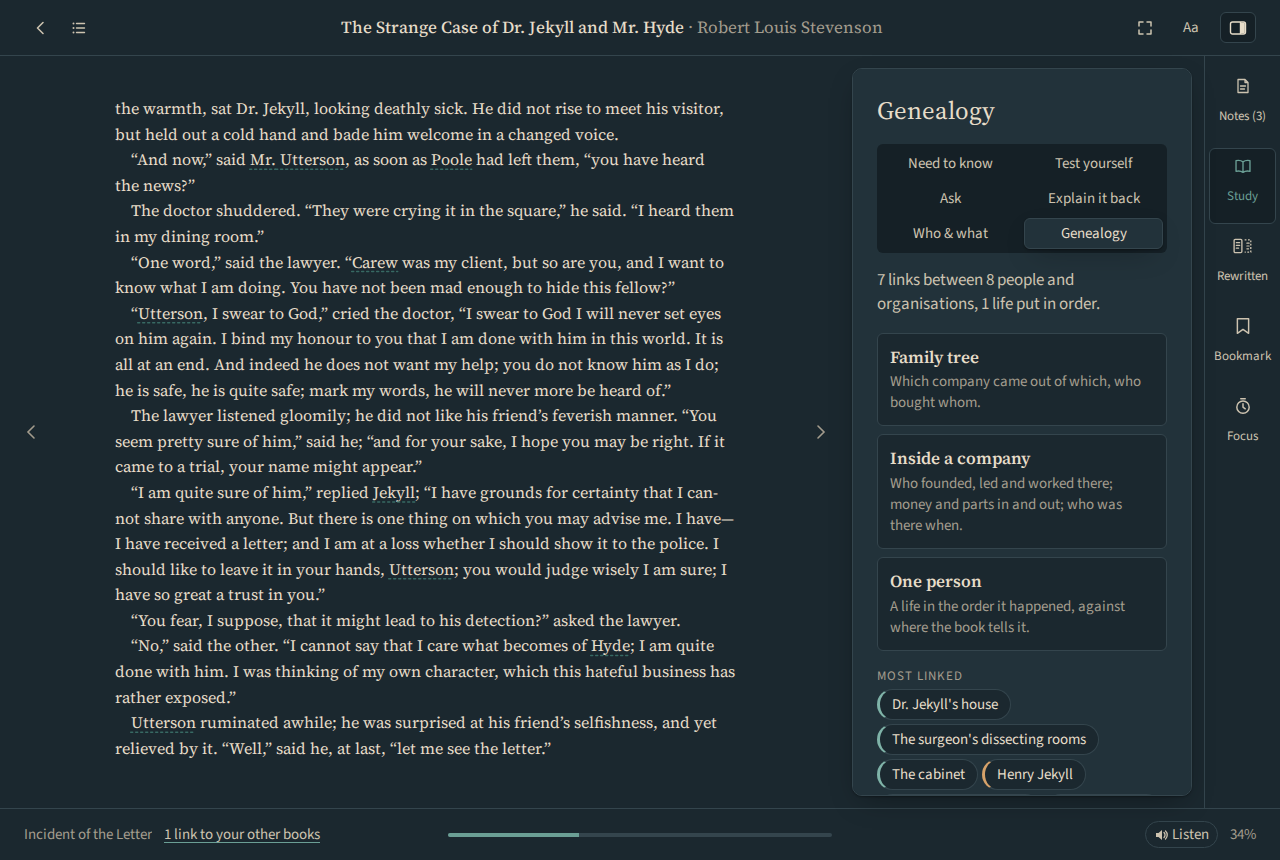 The Strange Case of Dr. Jekyll and Mr. Hyde · Robert Louis Stevenson
Aa
the warmth, sat Dr. Jekyll, looking deathly sick. He did not rise to meet his visitor,
but held out a cold hand and bade him welcome in a changed voice.
“And now,” said Mr. Utterson, as soon as Poole had left them, “you have heard
the news?”
The doctor shuddered. “They were crying it in the square,” he said. “I heard them
in my dining room.”
“One word,” said the lawyer. “Carew was my client, but so are you, and I want to
know what I am doing. You have not been mad enough to hide this fellow?”
“Utterson, I swear to God,” cried the doctor, “I swear to God I will never set eyes
on him again. I bind my honour to you that I am done with him in this world. It is
all at an end. And indeed he does not want my help; you do not know him as I do;
he is safe, he is quite safe; mark my words, he will never more be heard of.”
The lawyer listened gloomily; he did not like his friend’s feverish manner. “You
seem pretty sure of him,” said he; “and for your sake, I hope you may be right. If it
came to a trial, your name might appear.”
“I am quite sure of him,” replied Jekyll; “I have grounds for certainty that I can-
not share with anyone. But there is one thing on which you may advise me. I have—
I have received a letter; and I am at a loss whether I should show it to the police. I
should like to leave it in your hands, Utterson; you would judge wisely I am sure; I
have so great a trust in you.”
“You fear, I suppose, that it might lead to his detection?” asked the lawyer.
“No,” said the other. “I cannot say that I care what becomes of Hyde; I am quite
done with him. I was thinking of my own character, which this hateful business has
rather exposed.”
Utterson ruminated awhile; he was surprised at his friend’s selfishness, and yet
relieved by it. “Well,” said he, at last, “let me see the letter.”
Genealogy
Need to know
Test yourself
Ask
Explain it back
Who & what
Genealogy
7 links between 8 people and
organisations, 1 life put in order.
Family tree
Which company came out of which, who
bought whom.
Inside a company
Who founded, led and worked there;
money and parts in and out; who was
there when.
One person
A life in the order it happened, against
where the book tells it.
MOST LINKED
Dr. Jekyll's house
The surgeon's dissecting rooms
The cabinet
Henry Jekyll
Notes (3)
Study
Rewritten
Bookmark
Focus
Incident of the Letter
1 link to your other books
Listen
34%